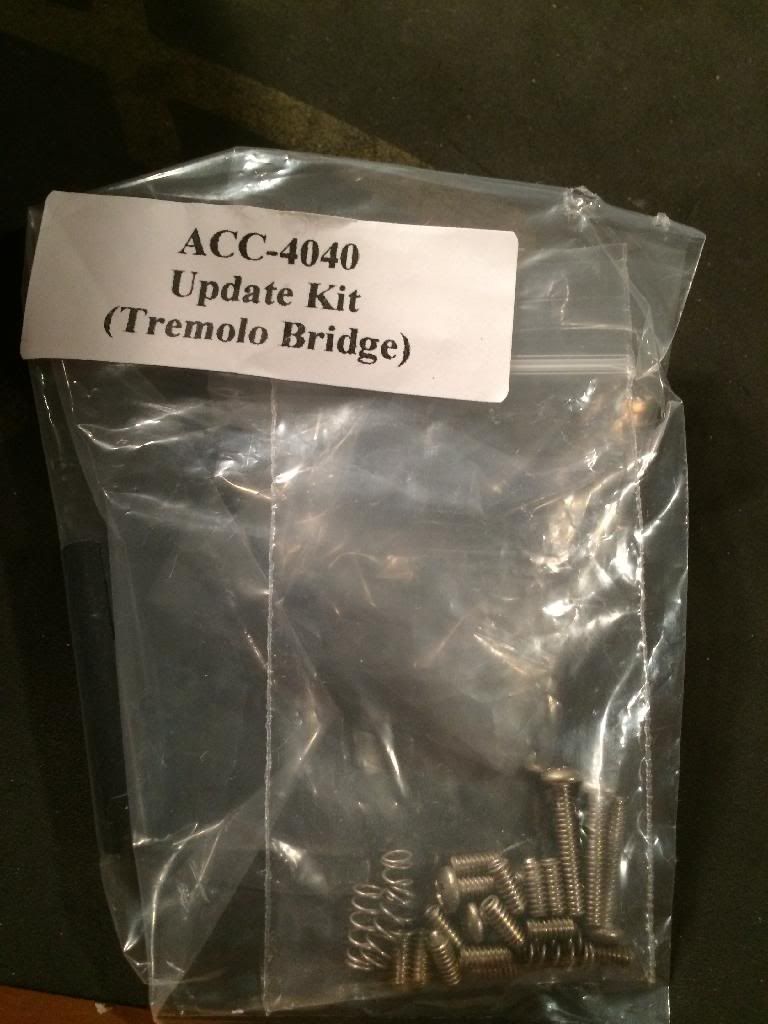 ACC-4040
Update Kit
(Tremolo Bridge)